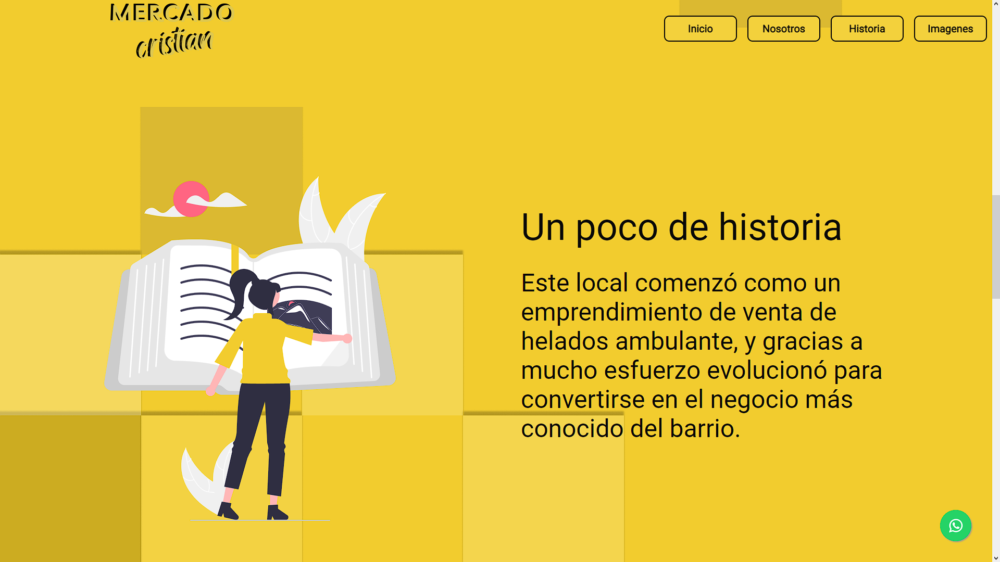 MERCADO
cristian
Inicio
Nosotros
Historia
Imagenes
Un poco de historia
Este local comenzó como un
emprendimiento de venta de
helados ambulante, y gracias a
mucho esfuerzo evolucionó para
convertirse en el negocio más
conocido del barrio.